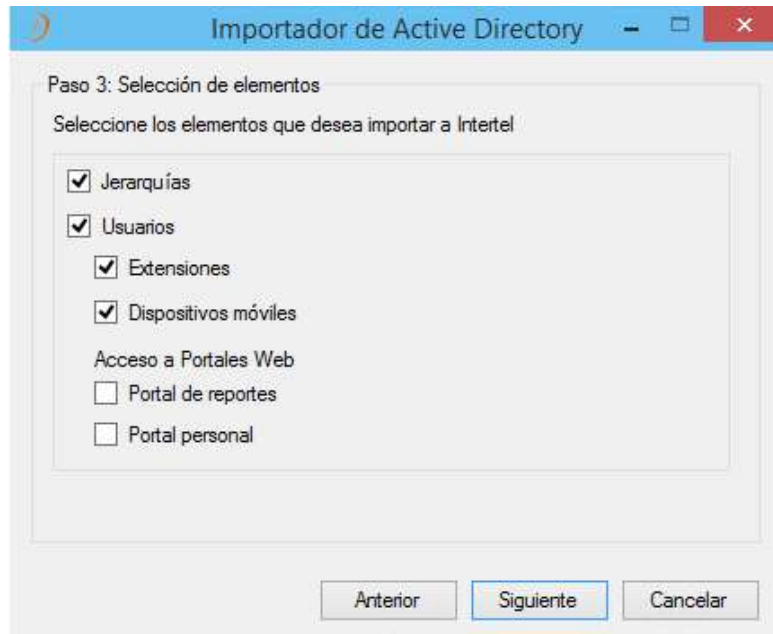 Importador de Active Directory
Paso 3: Selección de elementos
Seleccione los elementos que desea importar a Intertel
Jerarquías
Usuarios
Extensiones
Dispositivos móviles
Acceso a Portales Web
Portal de reportes
Portal personal
Anterior Siguiente Cancelar